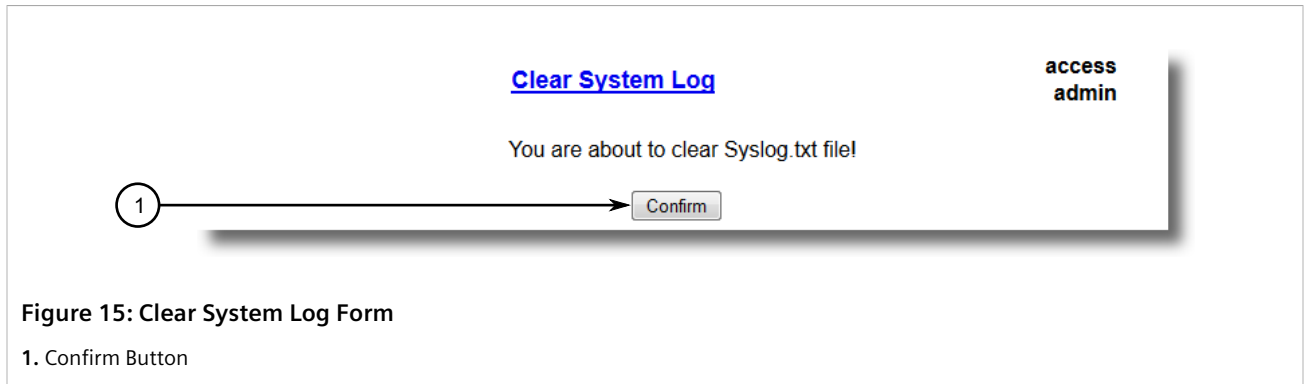 Clear System Log
access
admin
You are about to clear Syslog.txt file!
1
Confirm
Figure 15: Clear System Log Form
1. Confirm Button